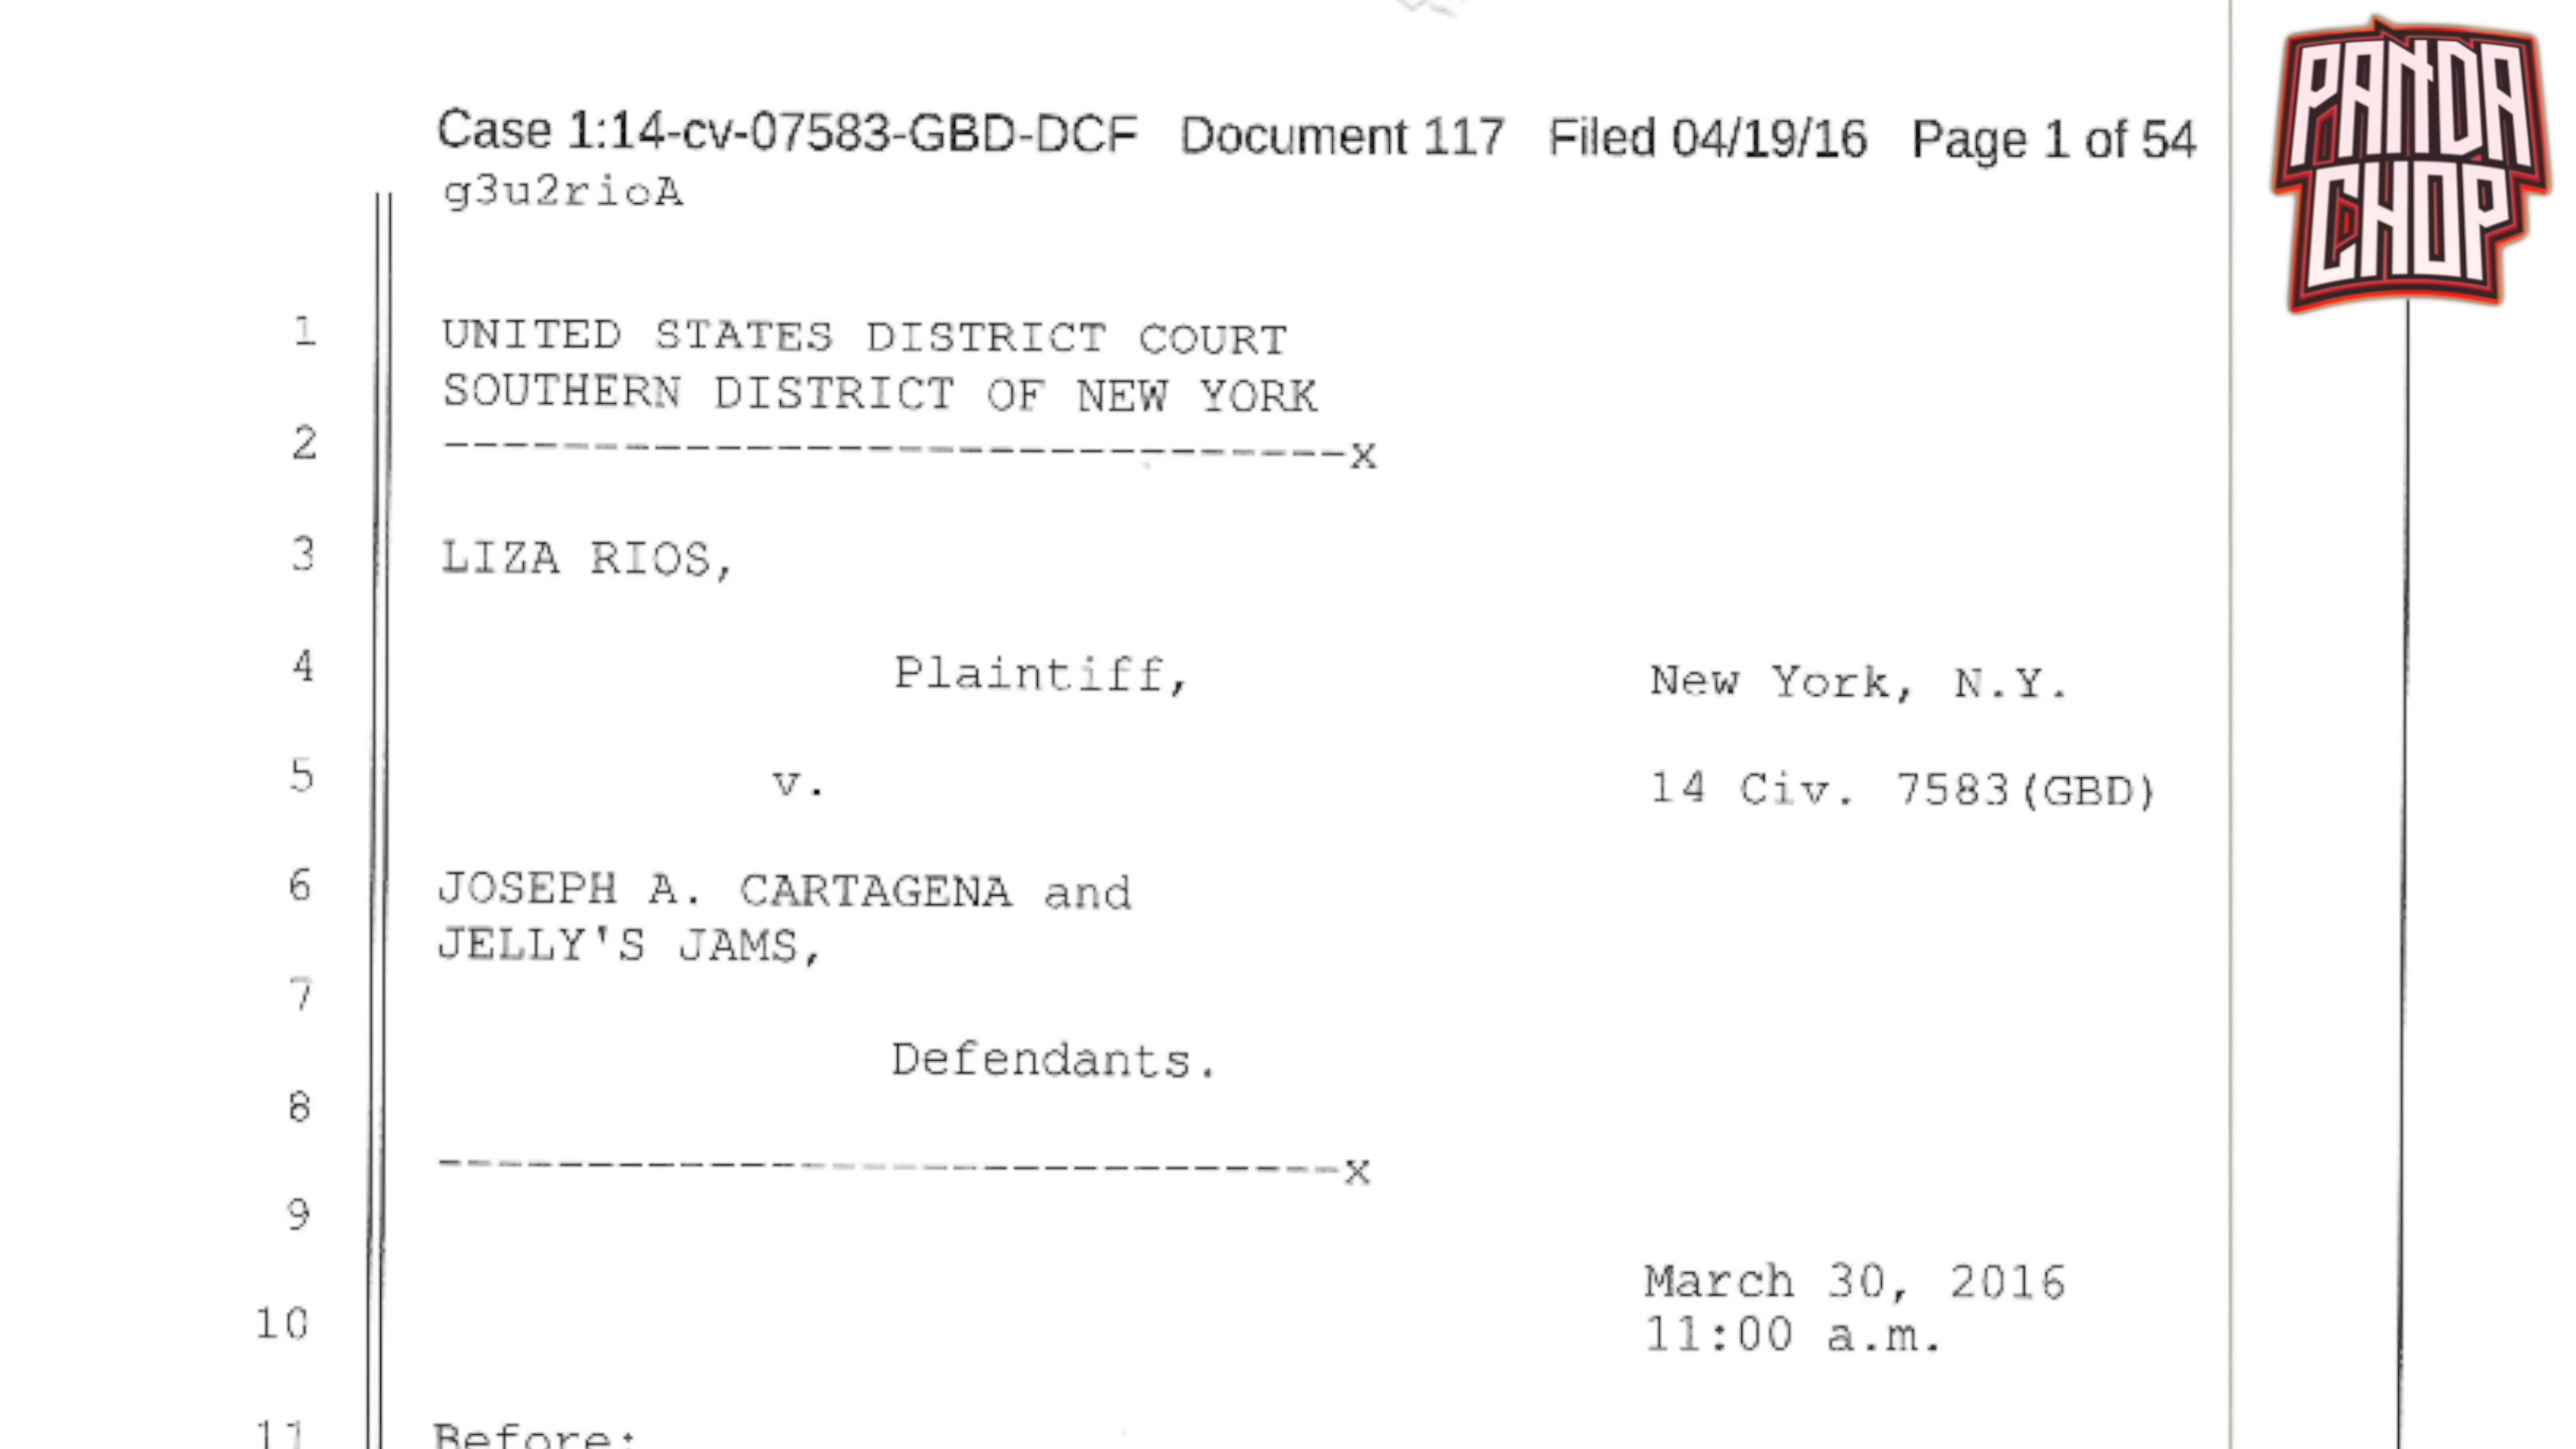 Case 1:14-cv-07583-GBD-DCF Document 117 Filed 04/19/16 Page 1 of 54
g3u2rioA
PANDA
CHOP
1 UNITED STATES DISTRICT COURT
SOUTHERN DISTRICT OF NEW YORK
2 -------------------------------x
3 LIZA RIOS,
4 Plaintiff, New York, N.Y.
5 v. 14 Civ. 7583(GBD)
6 JOSEPH A. CARTAGENA and
JELLY'S JAMS,
7
Defendants.
8
-------------------------------x
9
March 30, 2016
10 11:00 a.m.
11 Before: